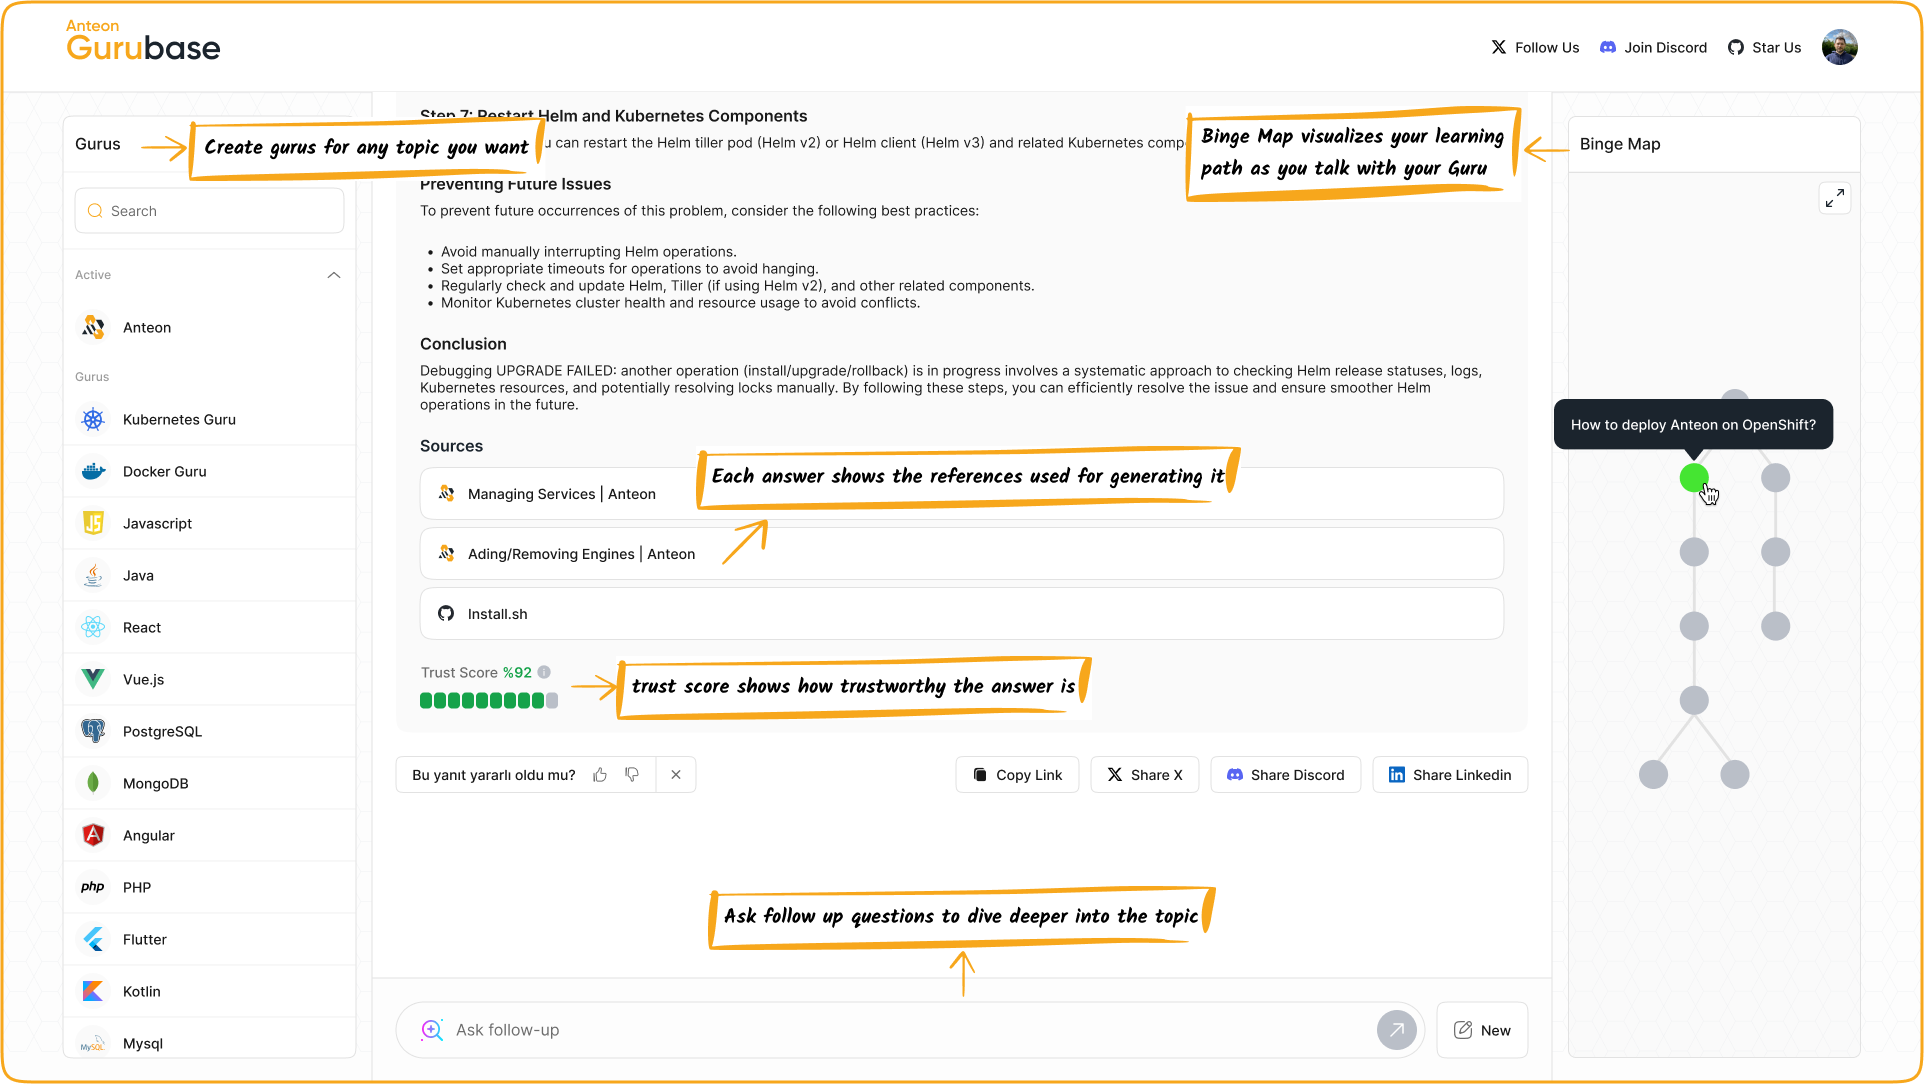 Anteon
Gurubase
Follow Us
Join Discord
Star Us
Gurus
Create gurus for any topic you want
Search
Active
Anteon
Gurus
Kubernetes Guru
Docker Guru
Javascript
Java
React
Vue.js
PostgreSQL
MongoDB
Angular
php PHP
Flutter
Kotlin
MySQL Mysql
Step 7: Restart Helm and Kubernetes Components
u can restart the Helm tiller pod (Helm v2) or Helm client (Helm v3) and related Kubernetes comp
Preventing Future Issues
To prevent future occurrences of this problem, consider the following best practices:
• Avoid manually interrupting Helm operations.
• Set appropriate timeouts for operations to avoid hanging.
• Regularly check and update Helm, Tiller (if using Helm v2), and other related components.
• Monitor Kubernetes cluster health and resource usage to avoid conflicts.
Conclusion
Debugging UPGRADE FAILED: another operation (install/upgrade/rollback) is in progress involves a systematic approach to checking Helm release statuses, logs,
Kubernetes resources, and potentially resolving locks manually. By following these steps, you can efficiently resolve the issue and ensure smoother Helm
operations in the future.
Sources
Each answer shows the references used for generating it
Managing Services | Anteon
Ading/Removing Engines | Anteon
Install.sh
Trust Score %92
trust score shows how trustworthy the answer is
Bu yanıt yararlı oldu mu?
Copy Link
Share X
Share Discord
Share Linkedin
Ask follow up questions to dive deeper into the topic
Ask follow-up
New
Binge Map visualizes your learning
path as you talk with your Guru
Binge Map
How to deploy Anteon on OpenShift?